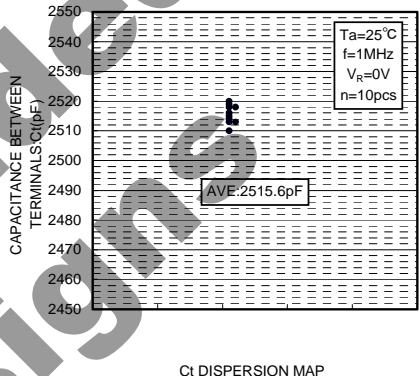 2550
2540
2530
2520
2510
2500
2490
2480
2470
2460
2450
CAPACITANCE BETWEEN
TERMINALS:Ct(pF)
Ta=25℃
f=1MHz
VR=0V
n=10pcs
AVE:2515.6pF
Ct DISPERSION MAP